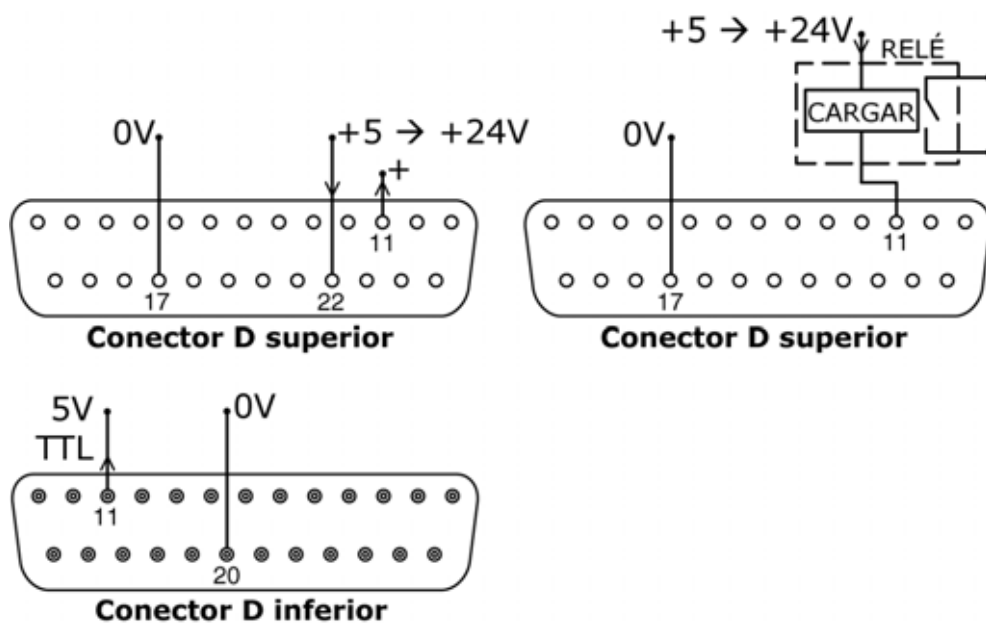 0V
+5 → +24V
+
11
17
22
Conector D superior
+5 → +24V
RELÉ
CARGAR
0V
11
17
Conector D superior
5V
TTL
0V
11
20
Conector D inferior